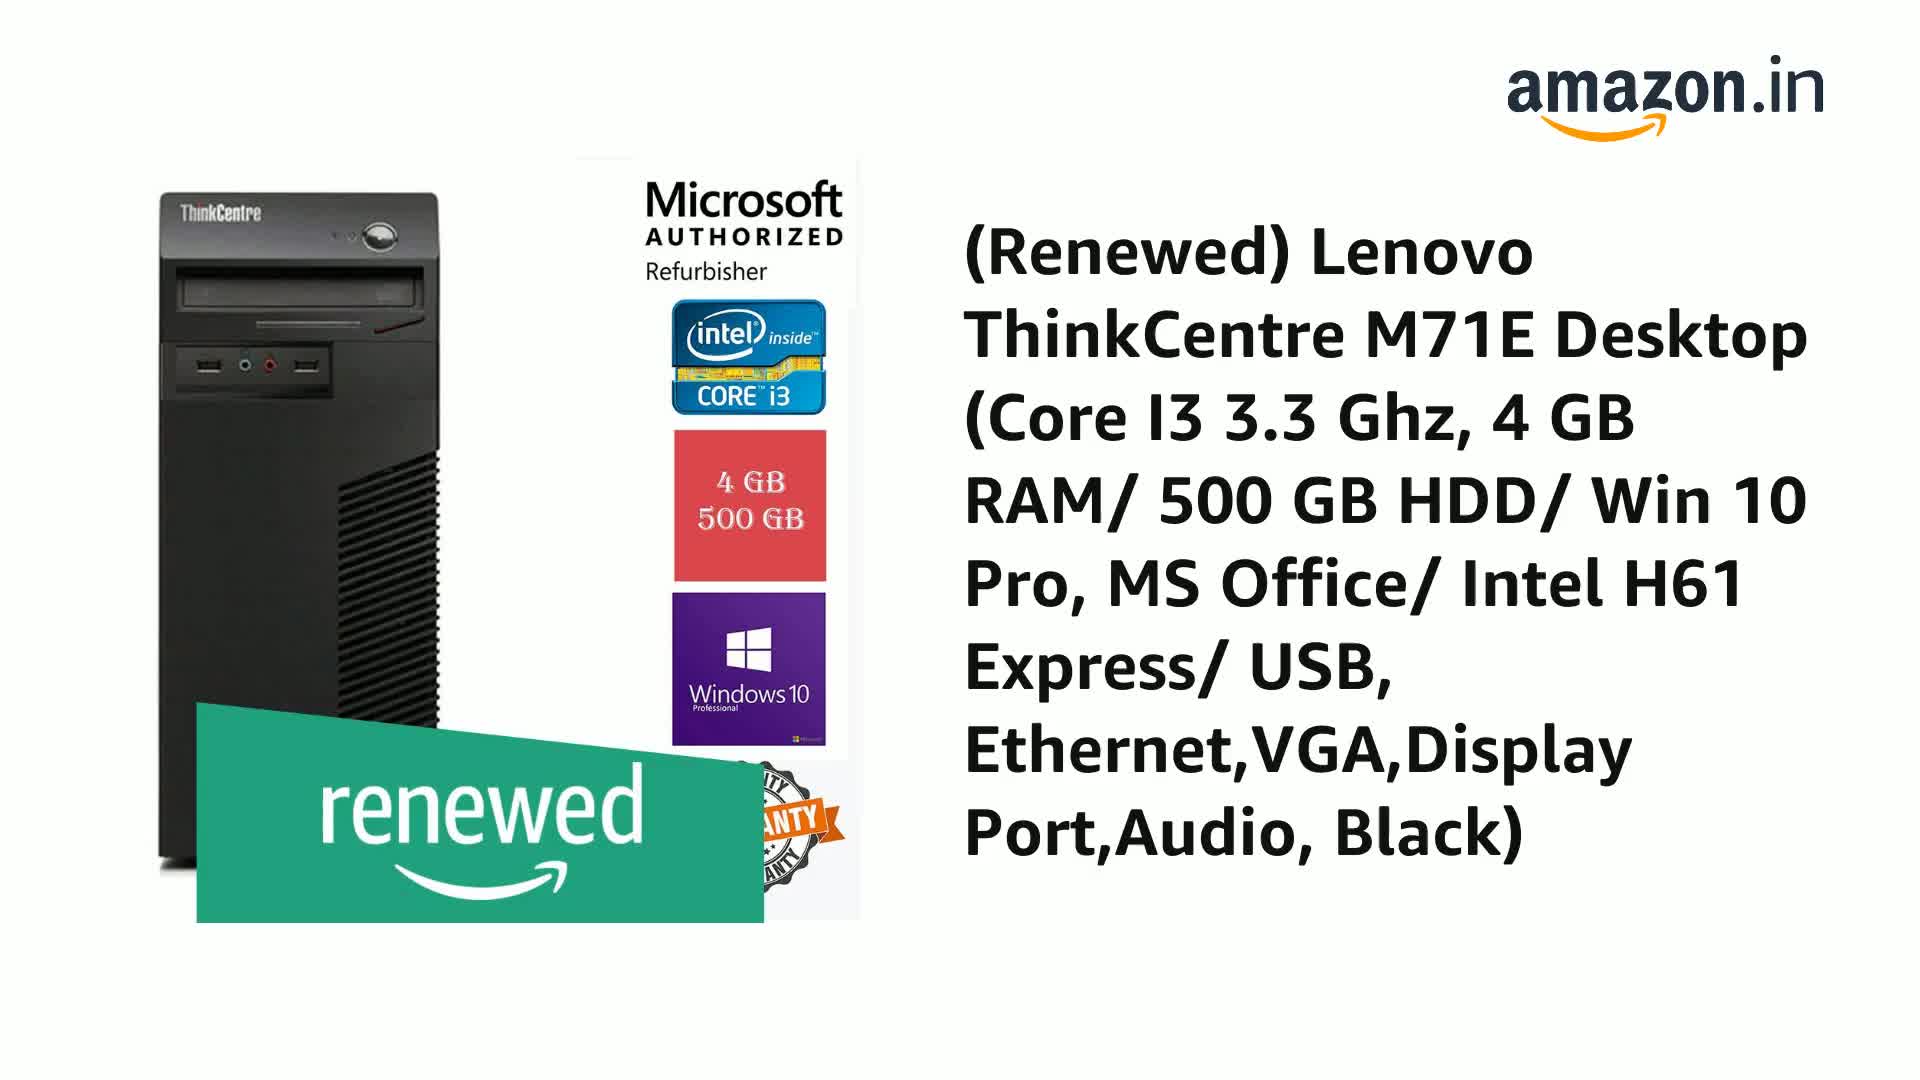 amazon.in
ThinkCentre
Microsoft
AUTHORIZED
Refurbisher
intel inside™
CORE™ i3
4 GB
500 GB
Windows 10
Professional
renewed
(Renewed) Lenovo
ThinkCentre M71E Desktop
(Core I3 3.3 Ghz, 4 GB
RAM/ 500 GB HDD/ Win 10
Pro, MS Office/ Intel H61
Express/ USB,
Ethernet,VGA,Display
Port,Audio, Black)